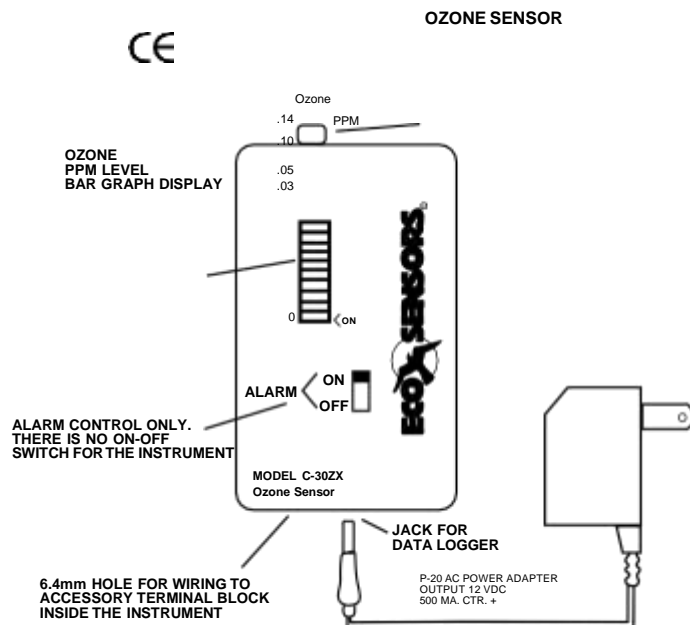 OZONE SENSOR
CE
Ozone
.14
PPM
.10
.05
.03
OZONE
PPM LEVEL
BAR GRAPH DISPLAY
0
ON
ECO SENSORS
ALARM
ON
OFF
ALARM CONTROL ONLY.
THERE IS NO ON-OFF
SWITCH FOR THE INSTRUMENT
MODEL C-30ZX
Ozone Sensor
JACK FOR
DATA LOGGER
6.4mm HOLE FOR WIRING TO
ACCESSORY TERMINAL BLOCK
INSIDE THE INSTRUMENT
P-20 AC POWER ADAPTER
OUTPUT 12 VDC
500 MA. CTR. +